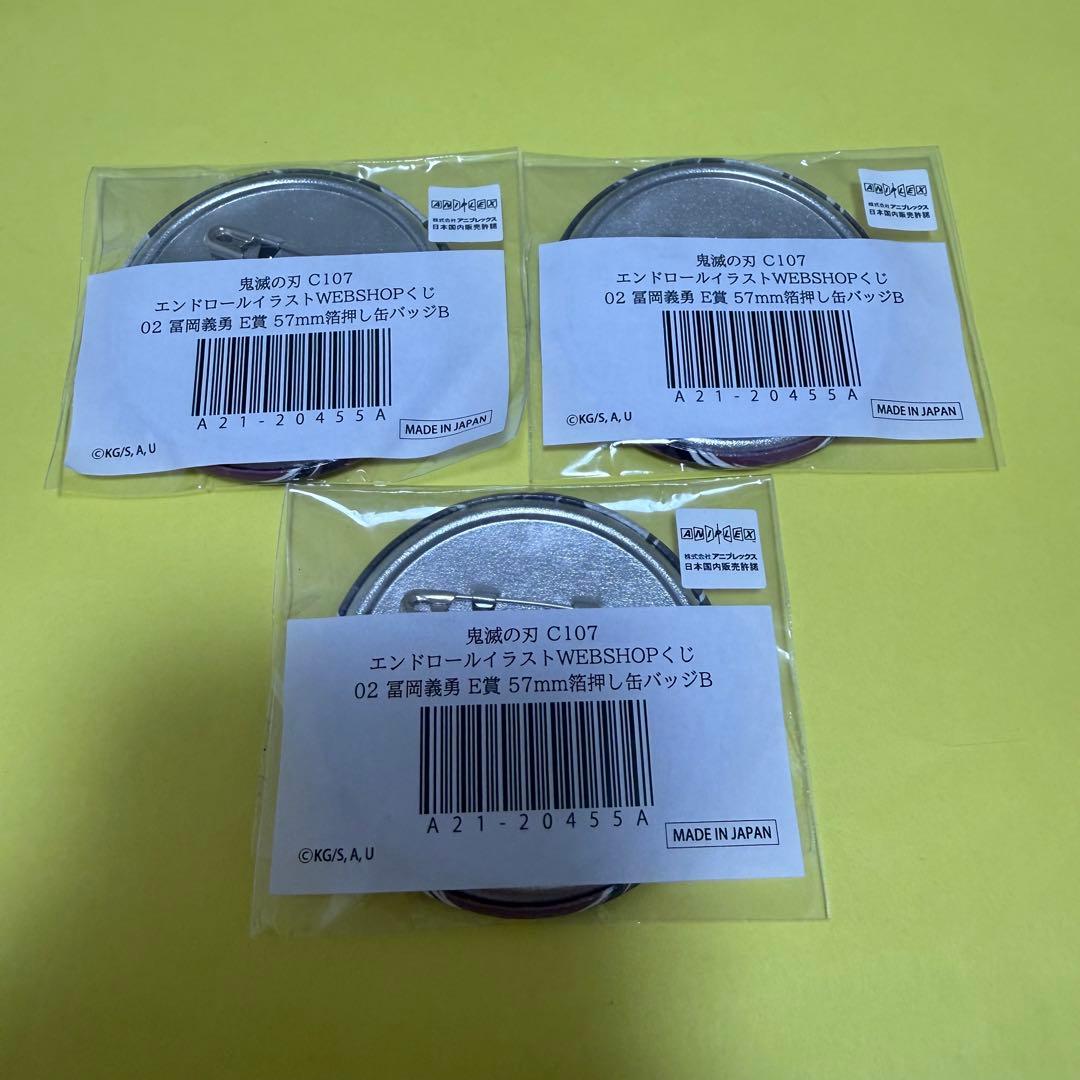 ANIPLEX
株式会社アニプレックス
日本国内販売許諾
鬼滅の刃 C107
エンドロールイラストWEBSHOPくじ
02 冨岡義勇 E賞 57mm箔押し缶バッジB
A21-20455A
MADE IN JAPAN
©KG/S, A, U
ANIPLEX
株式会社アニプレックス
日本国内販売許諾
鬼滅の刃 C107
エンドロールイラストWEBSHOPくじ
02 冨岡義勇 E賞 57mm箔押し缶バッジB
A21-20455A
MADE IN JAPAN
©KG/S, A, U
ANIPLEX
株式会社アニプレックス
日本国内販売許諾
鬼滅の刃 C107
エンドロールイラストWEBSHOPくじ
02 冨岡義勇 E賞 57mm箔押し缶バッジB
A21-20455A
MADE IN JAPAN
©KG/S, A, U